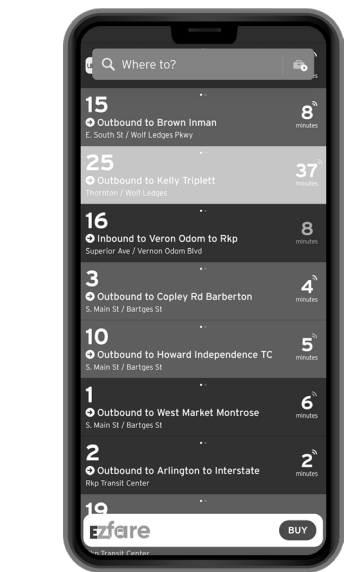 Where to?
15
8
Outbound to Brown Inman
minutes
E. South St / Wolf Ledges Pkwy
25
37
Outbound to Kelly Triplett
minutes
Thornton / Wolf Ledges
16
8
Inbound to Veron Odom to Rkp
minutes
Superior Ave / Vernon Odom Blvd
3
4
Outbound to Copley Rd Barberton
minutes
S. Main St / Bartges St
10
5
Outbound to Howard Independence TC
minutes
S. Main St / Bartges St
1
6
Outbound to West Market Montrose
minutes
S. Main St / Bartges St
2
2
Outbound to Arlington to Interstate
minutes
Rkp Transit Center
19
EZfare
BUY
Rkp Transit Center